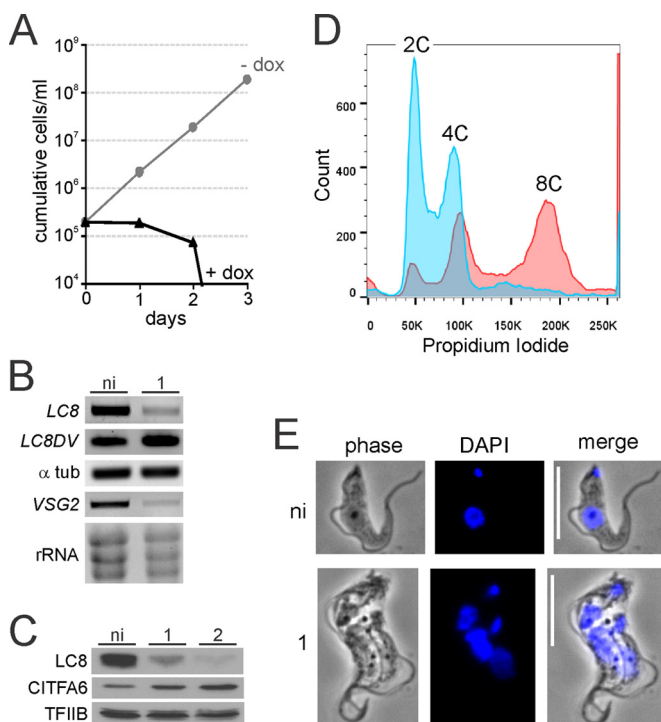 A
cumulative cells/ml
10⁹
10⁸
10⁷
10⁶
10⁵
10⁴
- dox
+ dox
0 1 2 3
days
B
ni 1
LC8
LC8DV
α tub
VSG2
rRNA
C
ni 1 2
LC8
CITFA6
TFIIB
D
2C
4C
8C
Count
600
400
200
0
0 50K 100K 150K 200K 250K
Propidium Iodide
E
phase DAPI merge
ni
1